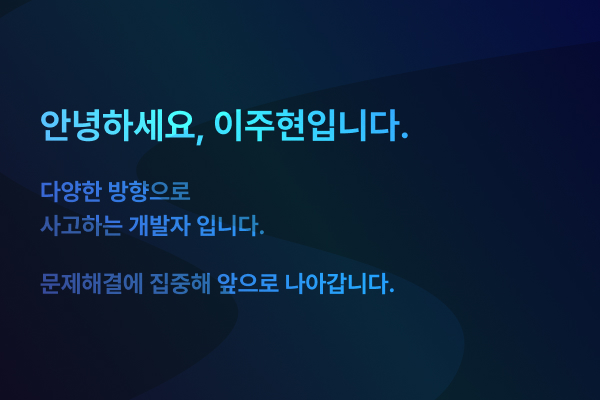 안녕하세요, 이주현입니다.
다양한 방향으로
사고하는 개발자 입니다.
문제해결에 집중해 앞으로 나아갑니다.